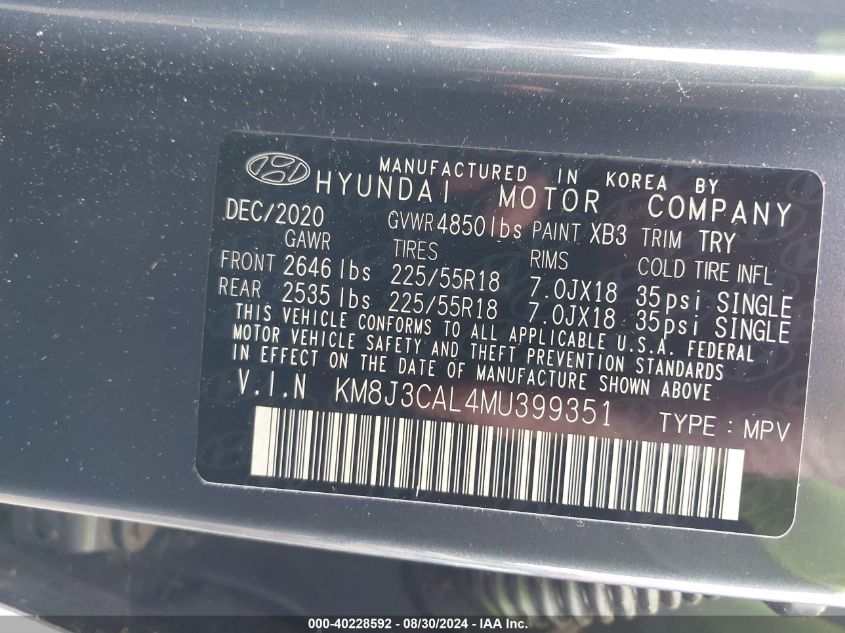 MANUFACTURED IN KOREA BY
HYUNDAI MOTOR COMPANY
DEC/2020 GVWR 4850 lbs PAINT XB3 TRIM TRY
GAWR TIRES RIMS COLD TIRE INFL
FRONT 2646 lbs 225/55R18 7.0JX18 35psi SINGLE
REAR 2535 lbs 225/55R18 7.0JX18 35psi SINGLE
THIS VEHICLE CONFORMS TO ALL APPLICABLE U.S.A. FEDERAL
MOTOR VEHICLE SAFETY AND THEFT PREVENTION STANDARDS
IN EFFECT ON THE DATE OF MANUFACTURE SHOWN ABOVE
V.I.N KM8J3CAL4MU399351 TYPE : MPV
000-40228592 - 08/30/2024 - IAA, Inc.